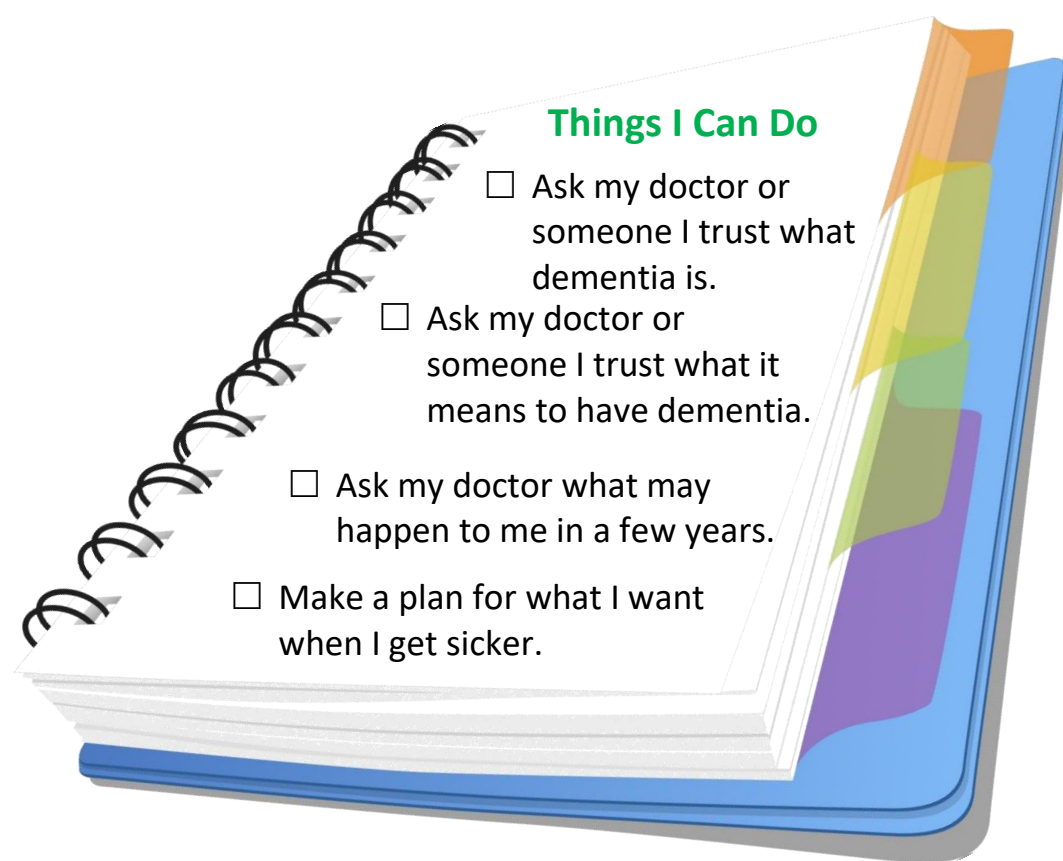 Things I Can Do
☐ Ask my doctor or
someone I trust what
dementia is.
☐ Ask my doctor or
someone I trust what it
means to have dementia.
☐ Ask my doctor what may
happen to me in a few years.
☐ Make a plan for what I want
when I get sicker.